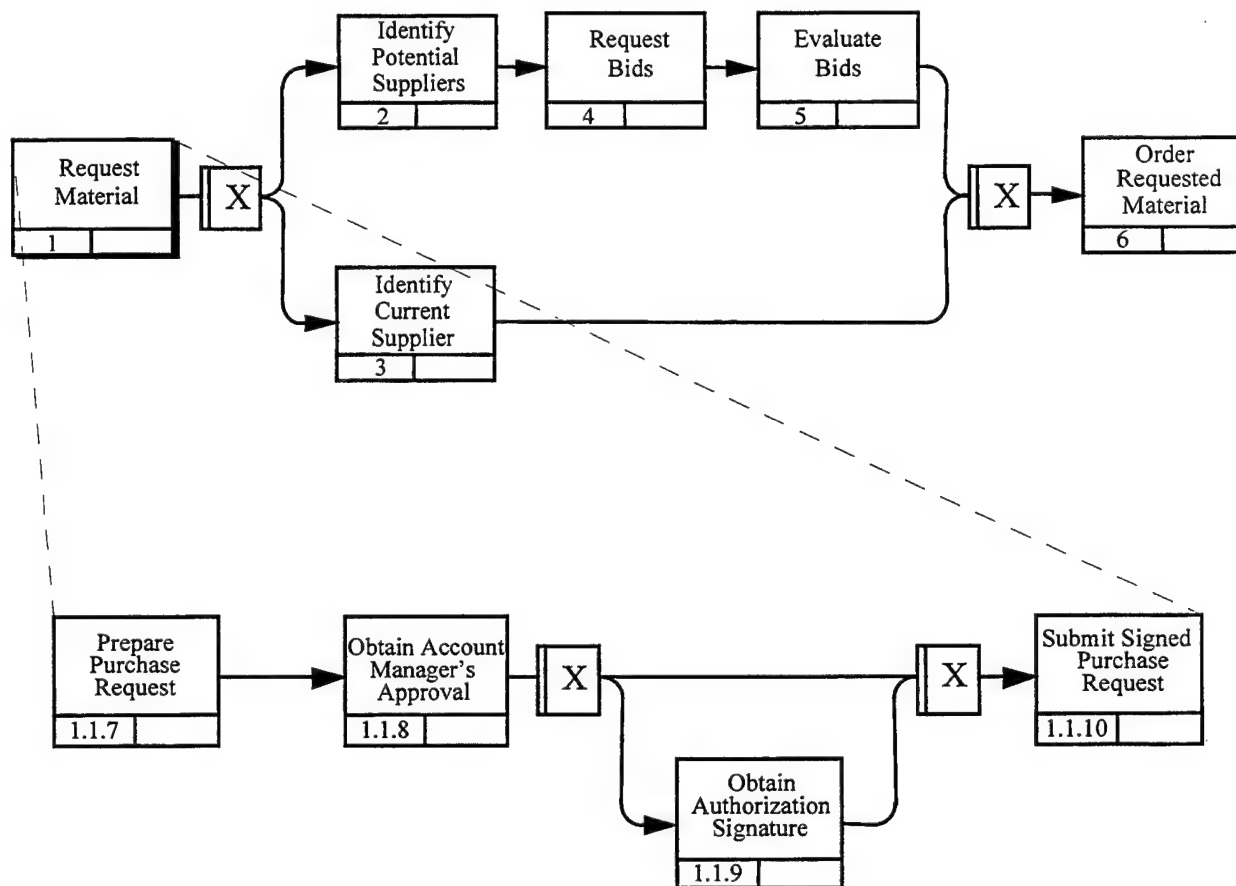 Identify
Potential
Suppliers
2
Request
Bids
4
Evaluate
Bids
5
Request
Material
1
X
X
Order
Requested
Material
6
Identify
Current
Supplier
3
Prepare
Purchase
Request
1.1.7
Obtain Account
Manager's
Approval
1.1.8
X
X
Submit Signed
Purchase
Request
1.1.10
Obtain
Authorization
Signature
1.1.9